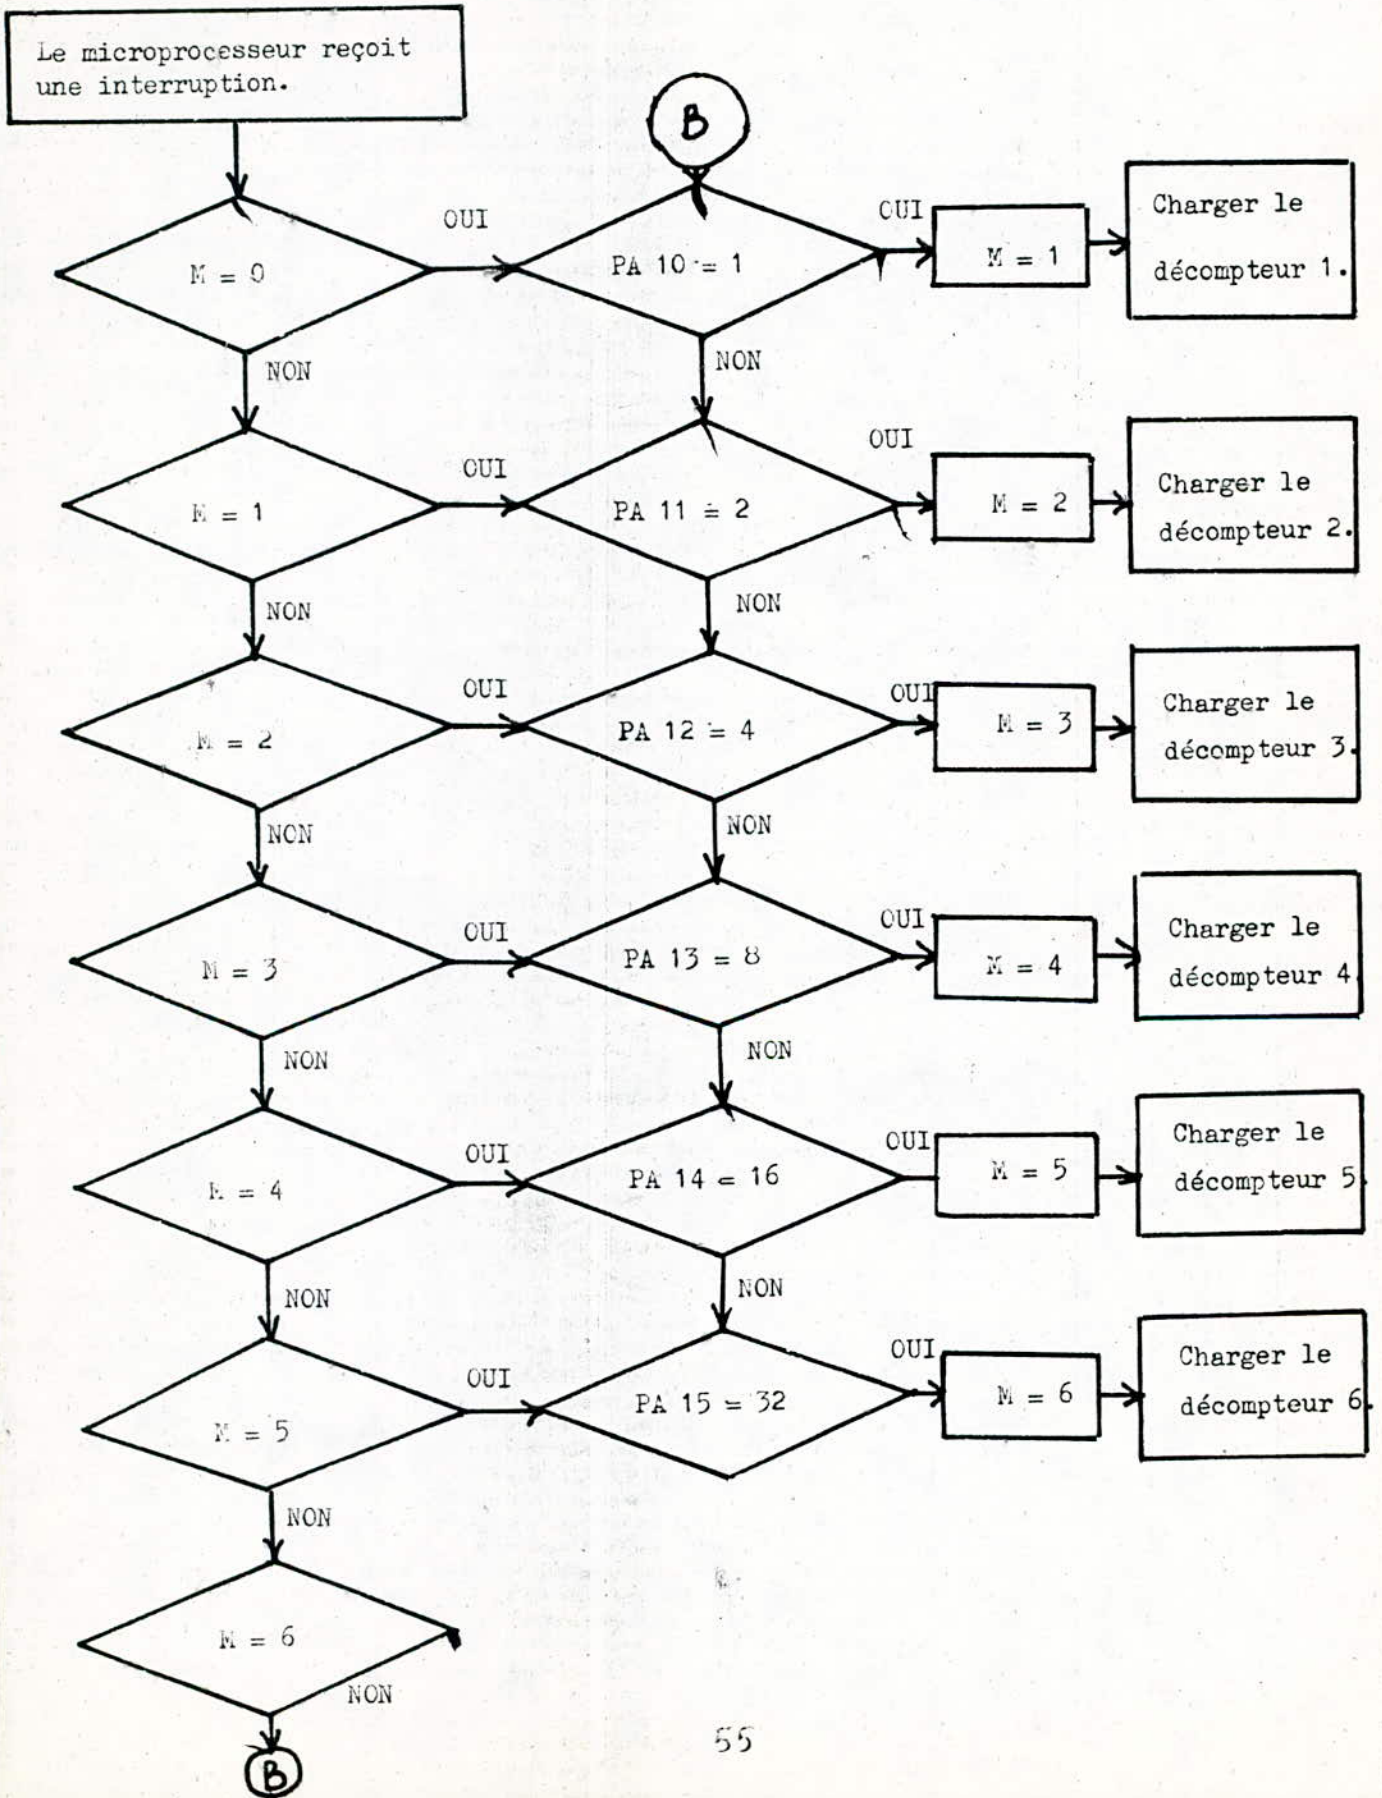 Le microprocesseur reçoit
une interruption.
B
M = 0
OUI
PA 10 = 1
OUI
M = 1
Charger le
décompteur 1.
NON
NON
M = 1
OUI
PA 11 = 2
OUI
M = 2
Charger le
décompteur 2.
NON
NON
M = 2
OUI
PA 12 = 4
OUI
M = 3
Charger le
décompteur 3.
NON
NON
M = 3
OUI
PA 13 = 8
OUI
M = 4
Charger le
décompteur 4
NON
NON
M = 4
OUI
PA 14 = 16
OUI
M = 5
Charger le
décompteur 5
NON
NON
M = 5
OUI
PA 15 = 32
OUI
M = 6
Charger le
décompteur 6.
NON
M = 6
NON
B
55